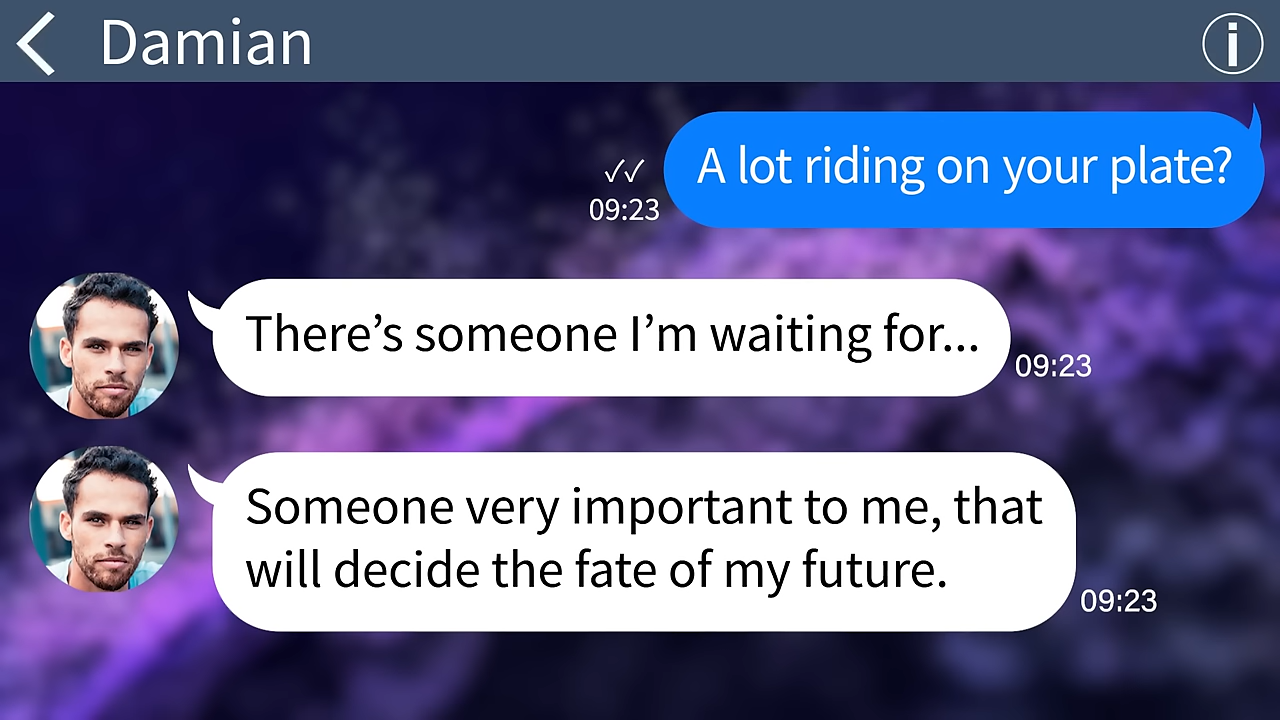 Damian
A lot riding on your plate?
09:23
There’s someone I’m waiting for...
09:23
Someone very important to me, that
will decide the fate of my future.
09:23